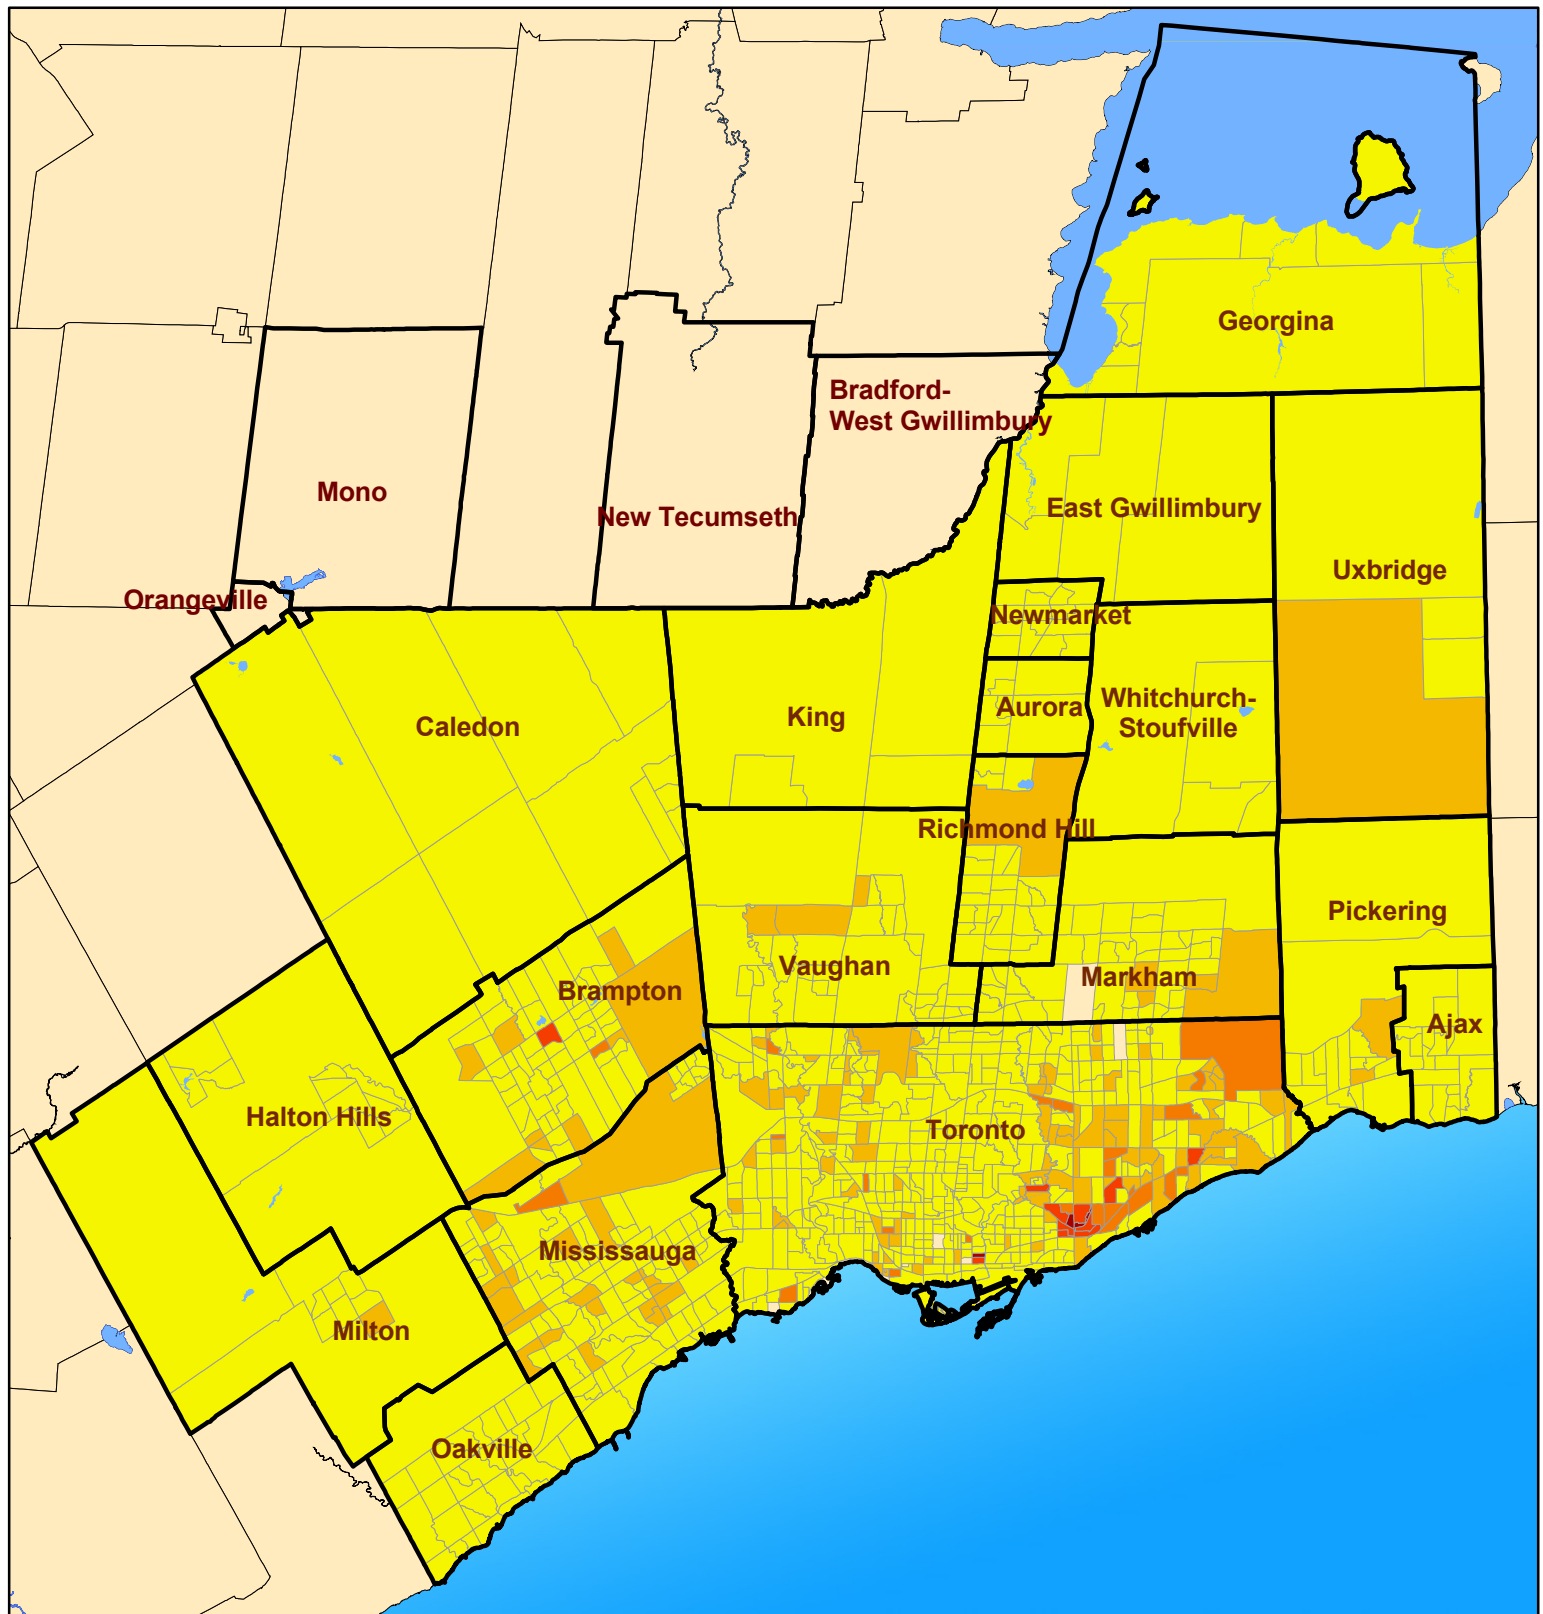 Georgina
Bradford-
West Gwillimbury
Mono
New Tecumseth
East Gwillimbury
Uxbridge
Orangeville
Newmarket
Caledon
King
Aurora
Whitchurch-
Stoufville
Richmond Hill
Pickering
Vaughan
Markham
Brampton
Ajax
Halton Hills
Toronto
Mississauga
Milton
Oakville